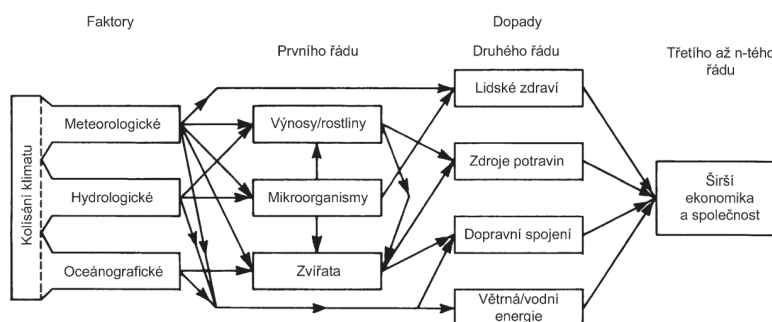 Faktory
Dopady
Prvního řádu
Druhého řádu
Třetího až n-tého
řádu
Kolísání klimatu
Meteorologické
Hydrologické
Oceánografické
Výnosy/rostliny
Mikroorganismy
Zvířata
Lidské zdraví
Zdroje potravin
Dopravní spojení
Větrná/vodní
energie
Širší
ekonomika
a společnost